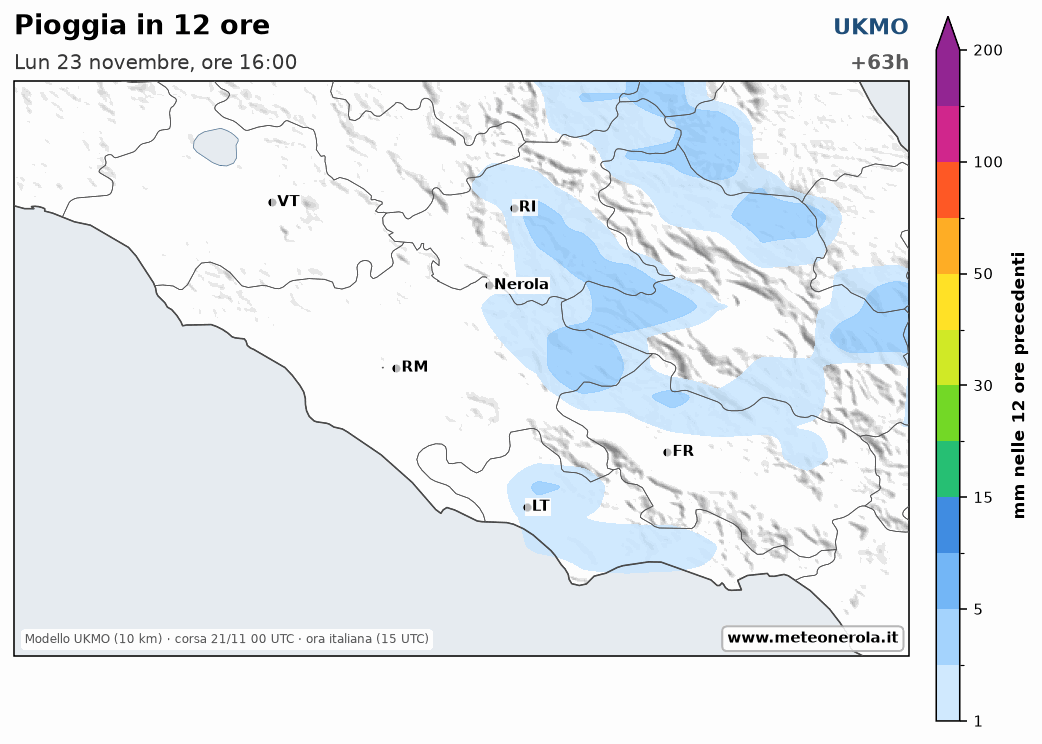 Pioggia in 12 ore
UKMO
Lun 23 novembre, ore 16:00
+63h
200
100
50
30
15
5
1
mm nelle 12 ore precedenti
VT
RI
Nerola
RM
FR
LT
Modello UKMO (10 km) · corsa 21/11 00 UTC · ora italiana (15 UTC)
www.meteonerola.it